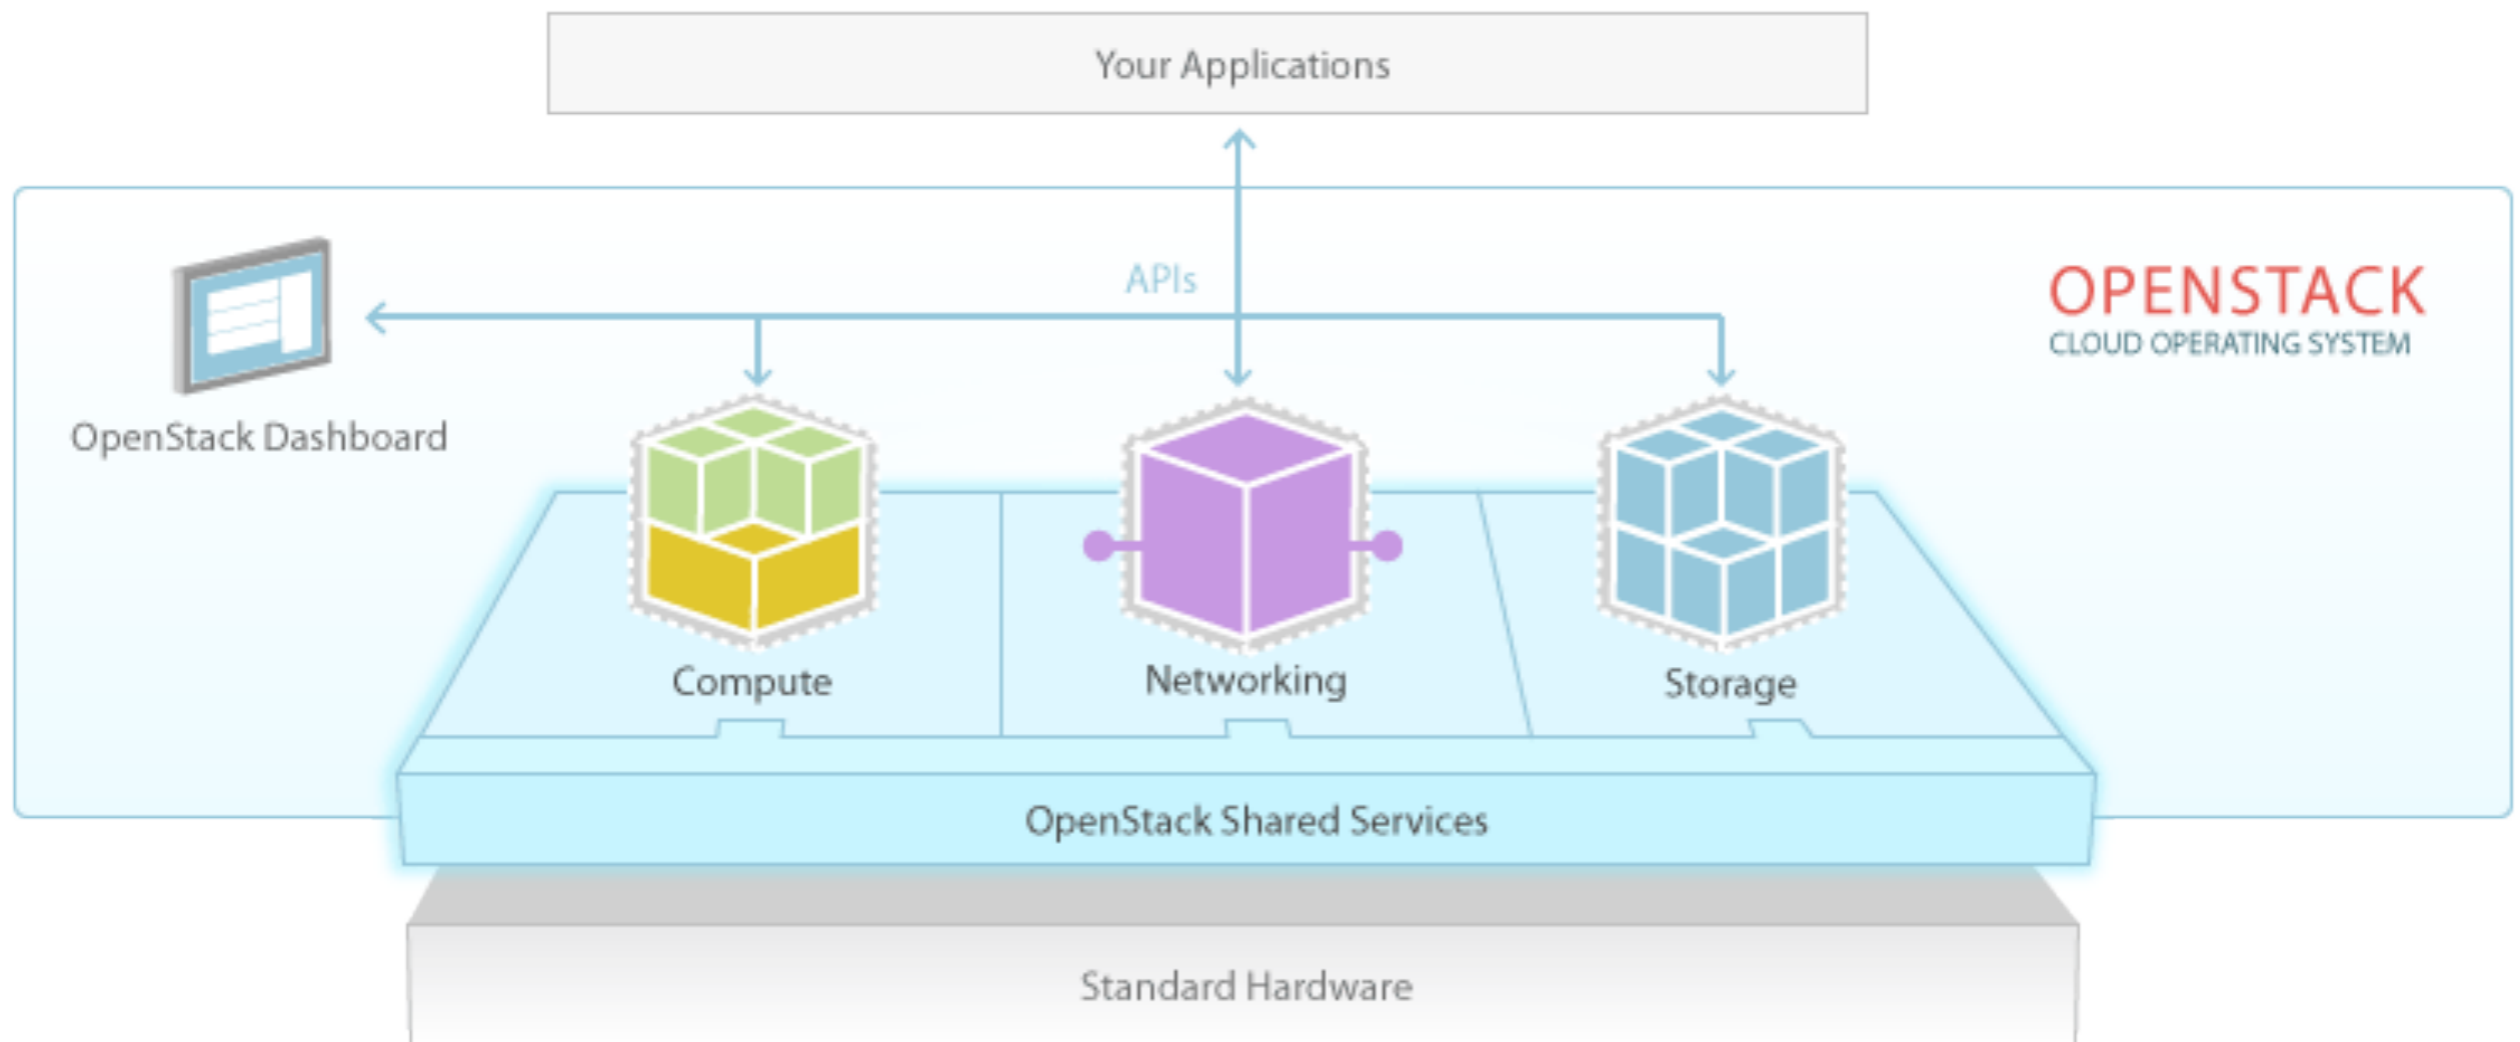 Your Applications
APIs
OPENSTACK
CLOUD OPERATING SYSTEM
OpenStack Dashboard
Compute
Networking
Storage
OpenStack Shared Services
Standard Hardware